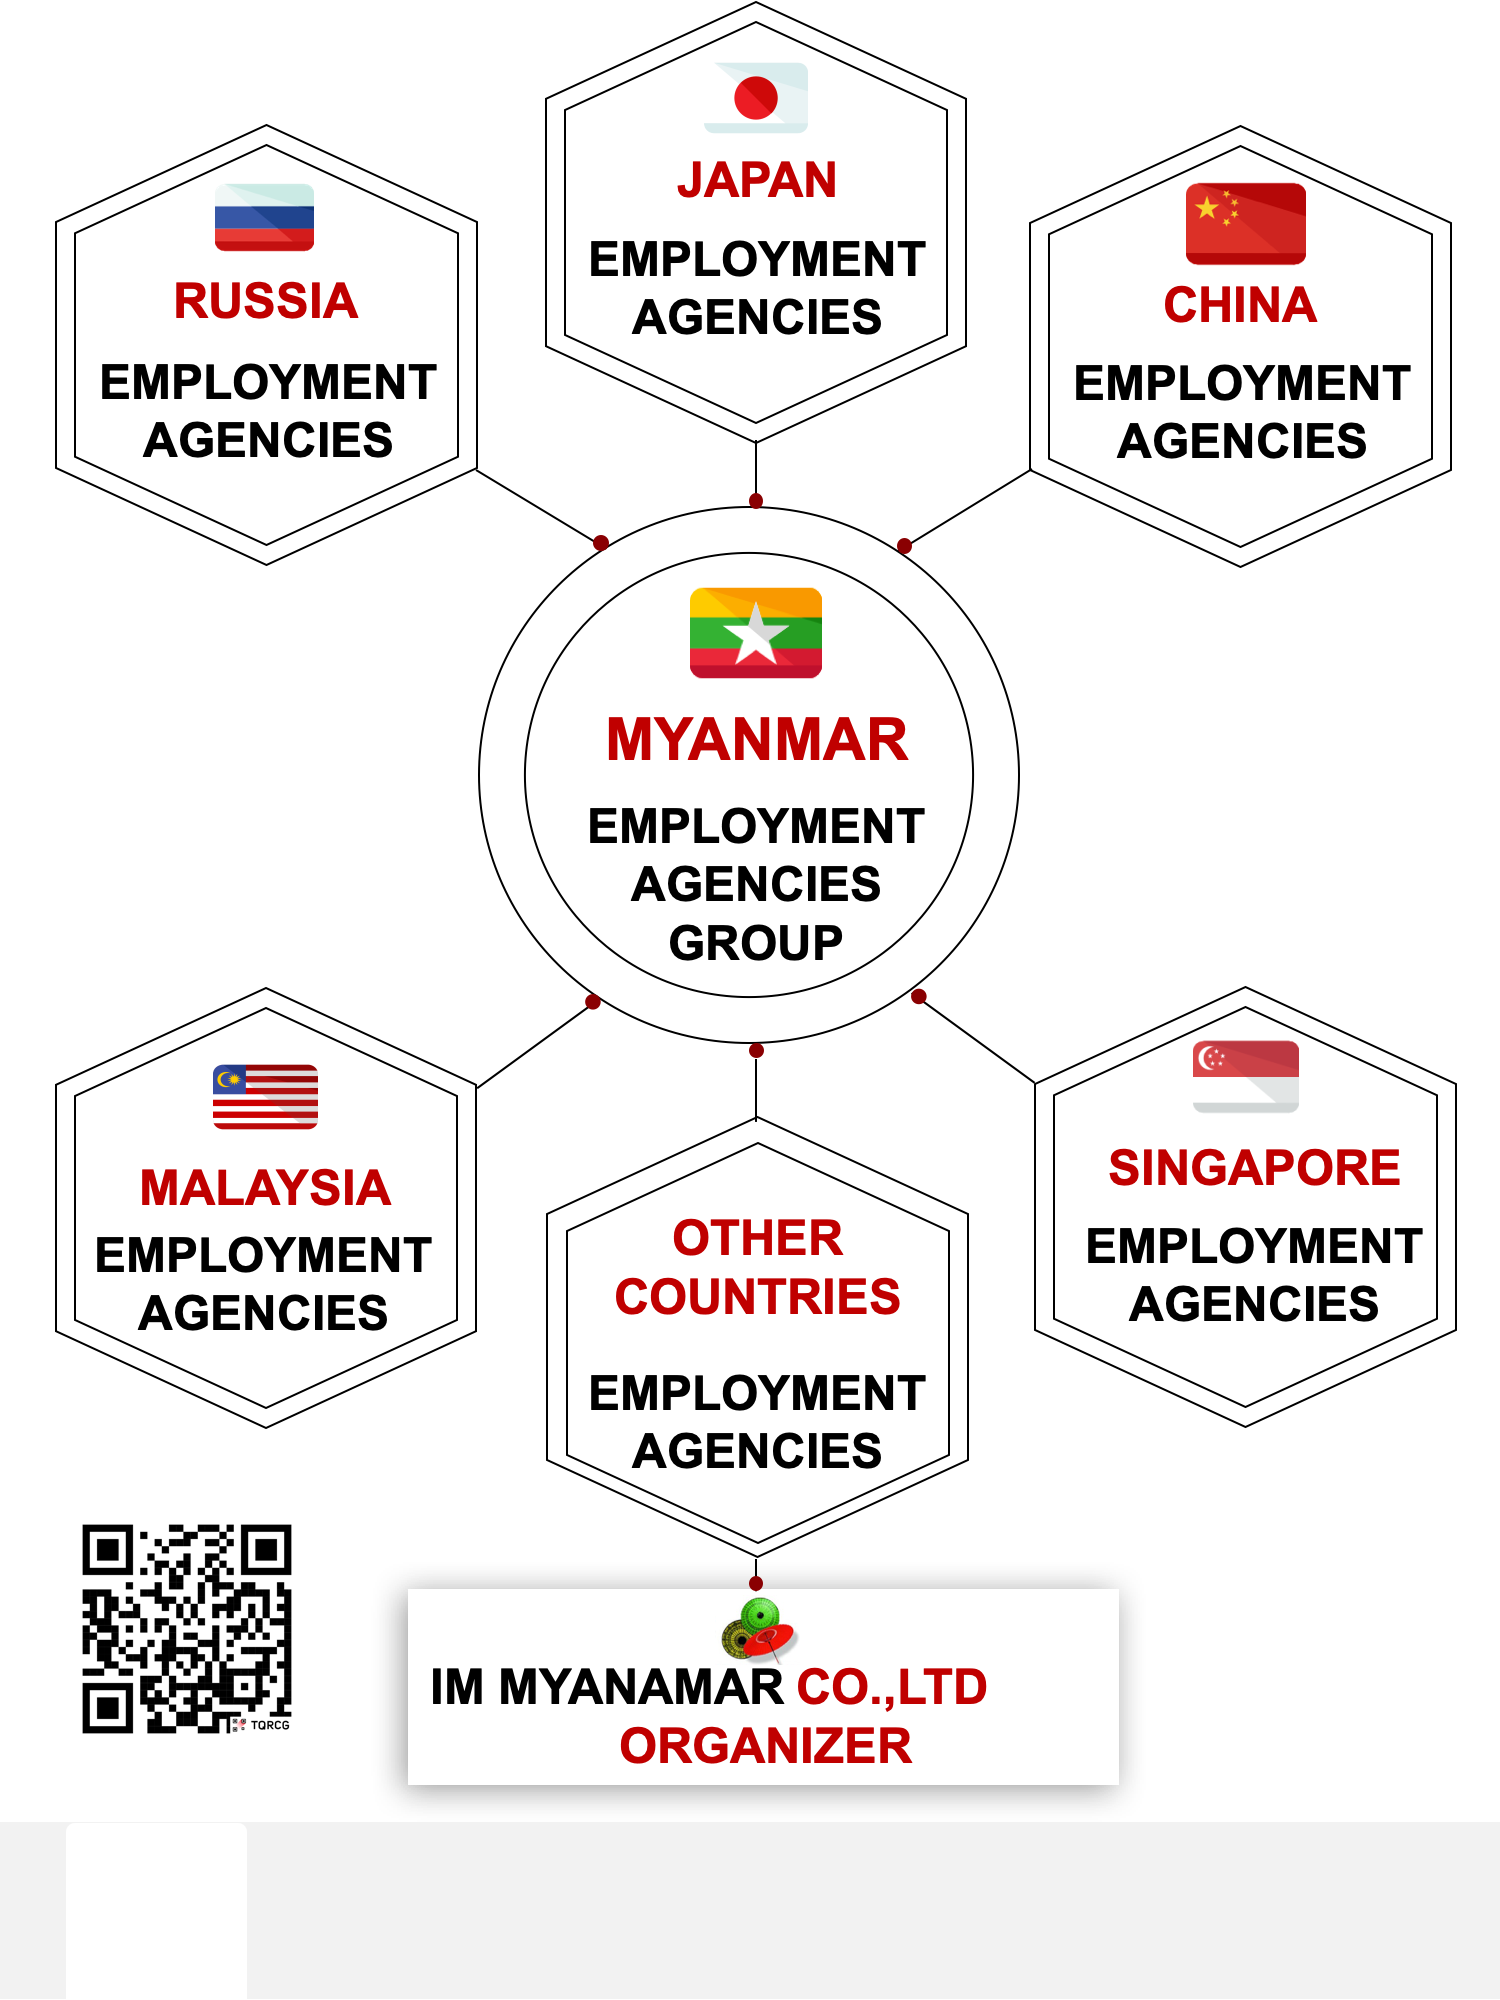 JAPAN
EMPLOYMENT
AGENCIES
RUSSIA
EMPLOYMENT
AGENCIES
CHINA
EMPLOYMENT
AGENCIES
MYANMAR
EMPLOYMENT
AGENCIES
GROUP
MALAYSIA
EMPLOYMENT
AGENCIES
OTHER
COUNTRIES
EMPLOYMENT
AGENCIES
SINGAPORE
EMPLOYMENT
AGENCIES
TQRCG
IM MYANAMAR CO.,LTD
ORGANIZER